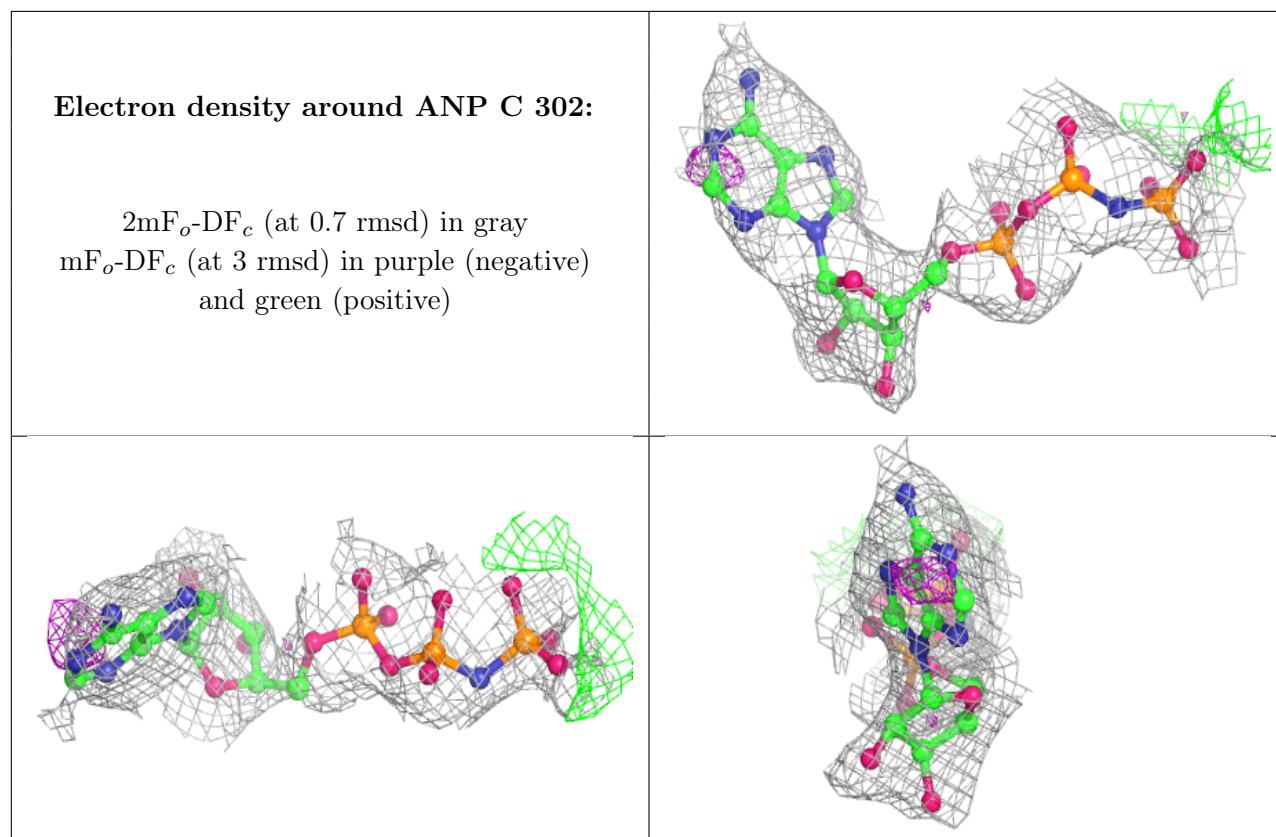 Electron density around ANP C 302:
2mFₒ-DF𝒸 (at 0.7 rmsd) in gray
mFₒ-DF𝒸 (at 3 rmsd) in purple (negative)
and green (positive)